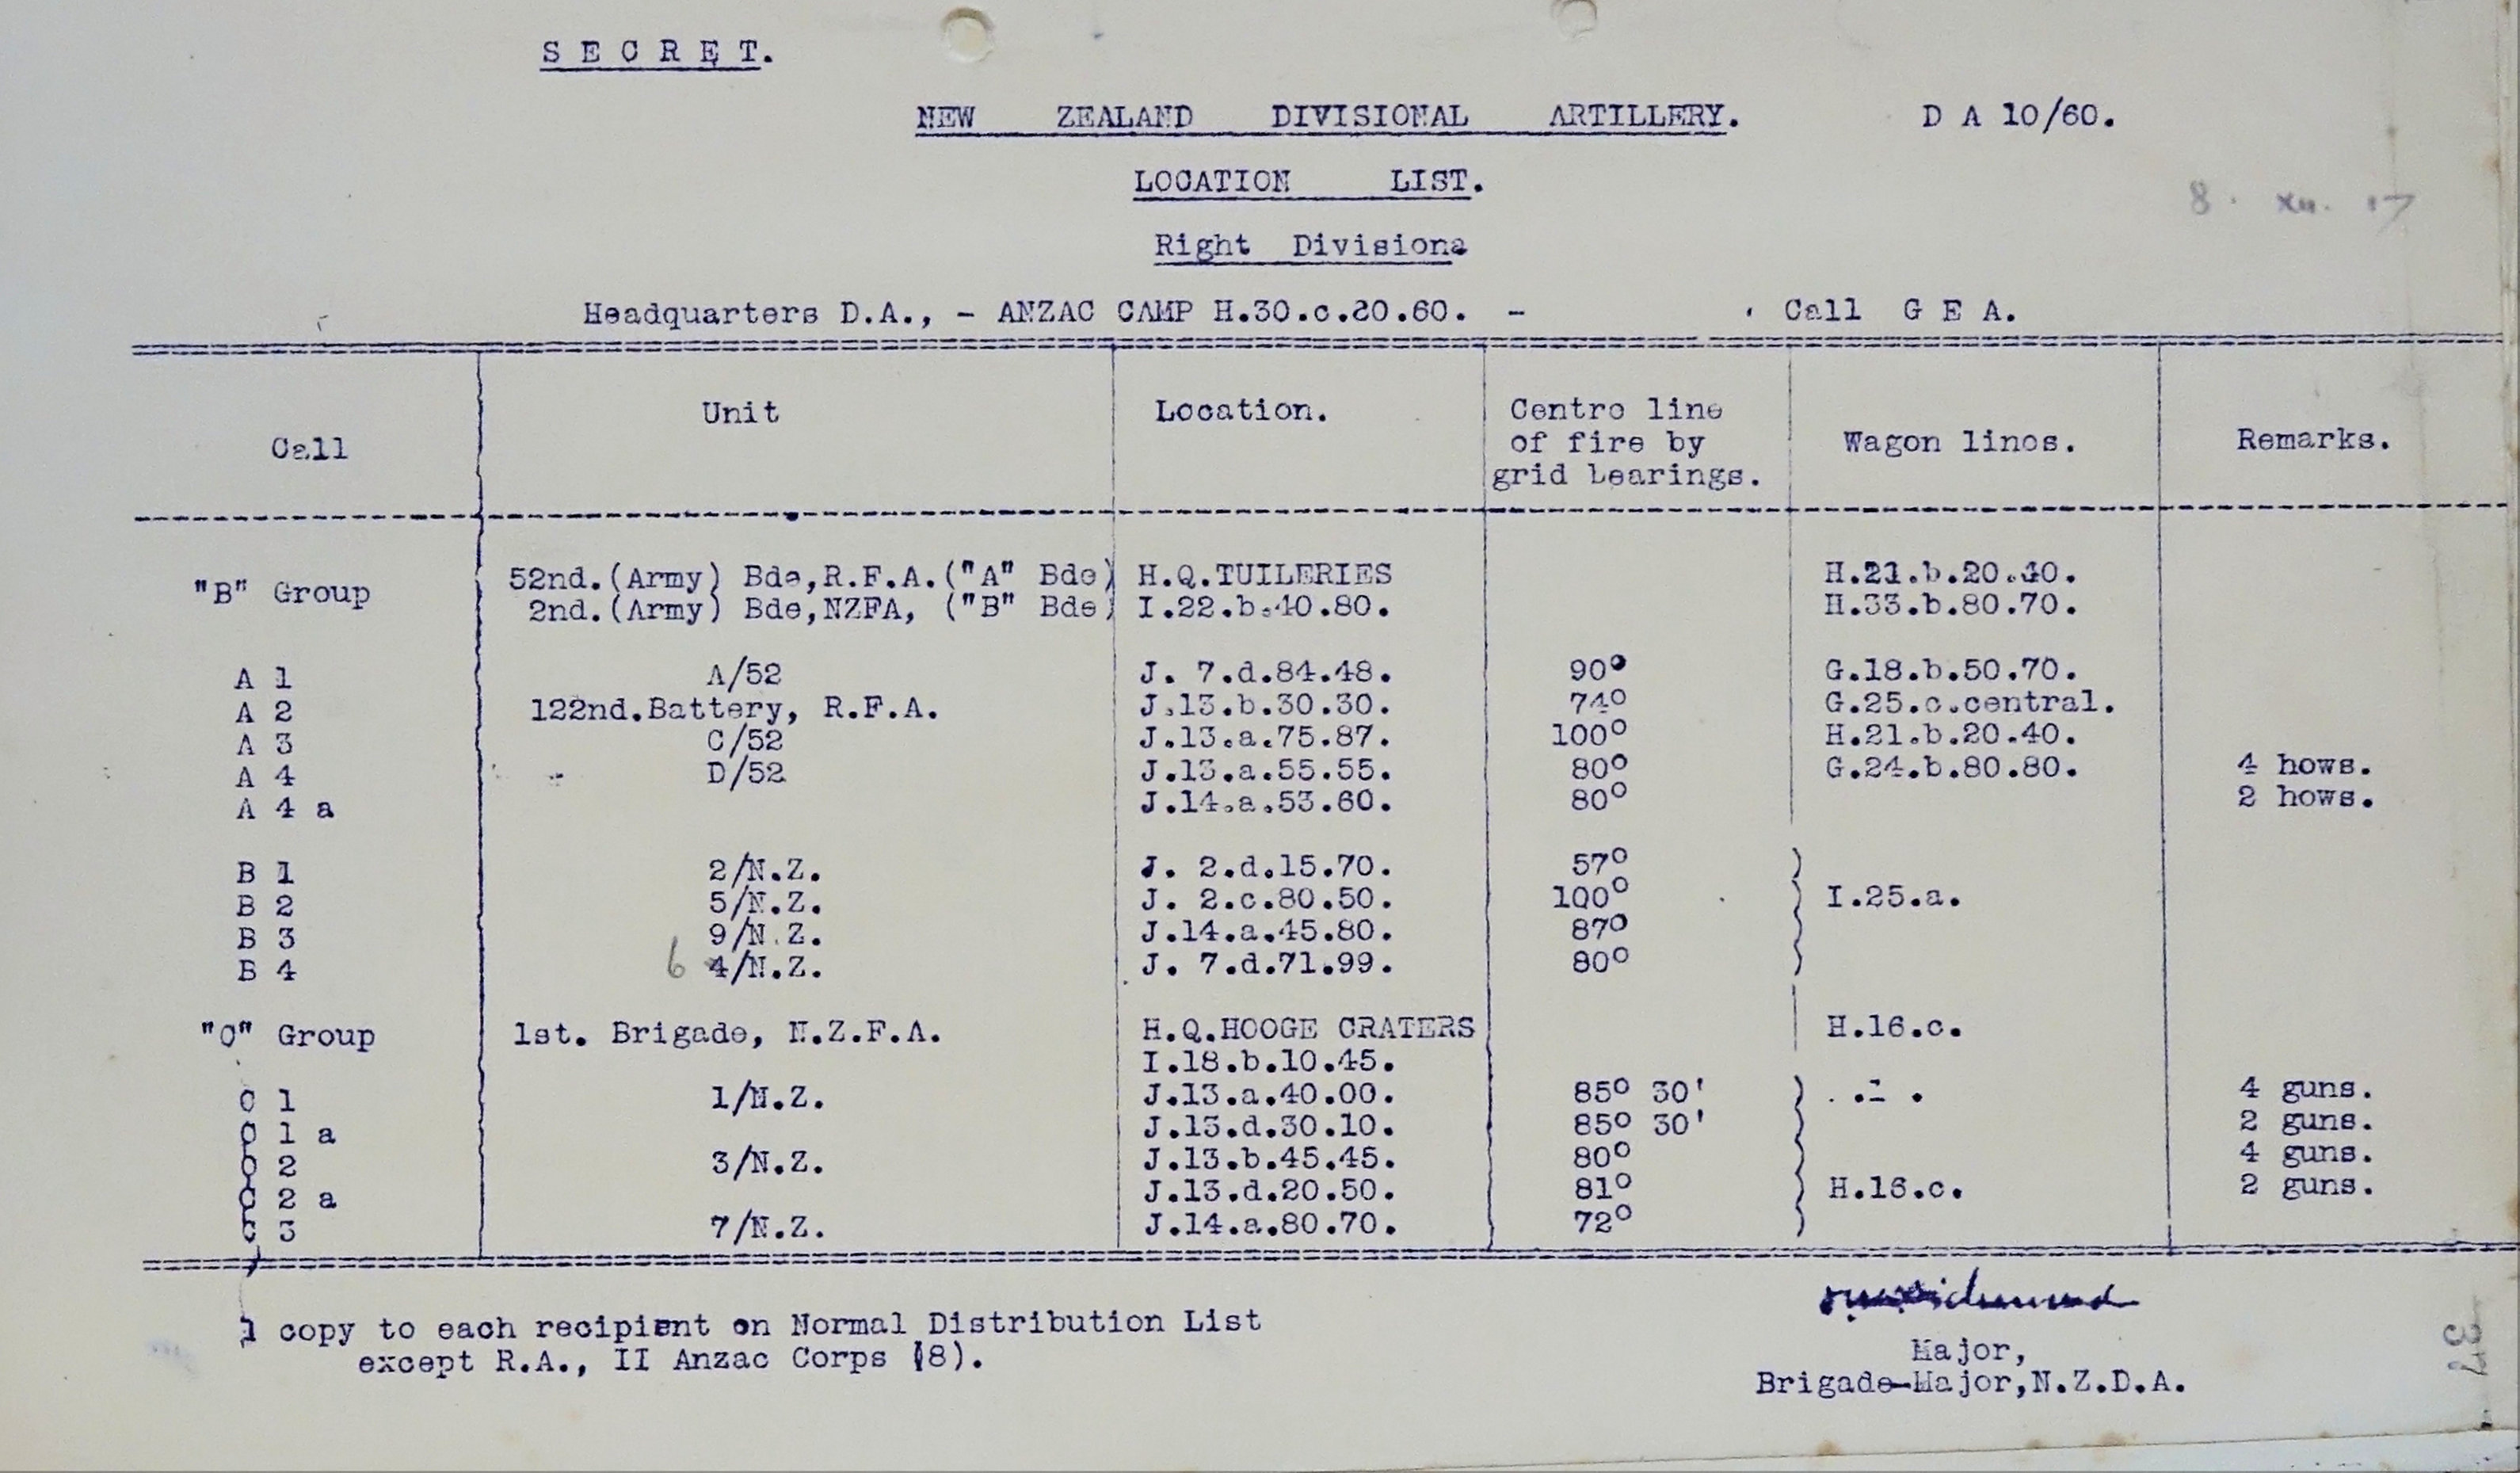 SECRET.
NEW ZEALAND DIVISIONAL ARTILLERY. D A 10/60.
LOCATION LIST.
8. XII. 17
Right Divisiona
Headquarters D.A., - ANZAC CAMP H.30.c.20.60. - Call G E A.
Call Unit Location. Centre line of fire by grid bearings. Wagon lines. Remarks.
"B" Group 52nd.(Army) Bde,R.F.A.("A" Bde) H.Q.TUILERIES H.21.b.20.40.
2nd.(Army) Bde,NZFA, ("B" Bde) I.22.b.40.80. H.33.b.80.70.
A 1 A/52 J. 7.d.84.48. 90° G.18.b.50.70.
A 2 122nd.Battery, R.F.A. J.13.b.30.30. 74° G.25.c.central.
A 3 C/52 J.13.a.75.87. 100° H.21.b.20.40.
A 4 D/52 J.13.a.55.55. 80° G.24.b.80.80. 4 hows.
A 4 a J.14.a.53.60. 80° 2 hows.
B 1 2/N.Z. J. 2.d.15.70. 57°
B 2 5/N.Z. J. 2.c.80.50. 100° I.25.a.
B 3 9/N.Z. J.14.a.45.80. 87°
B 4 6 4/N.Z. J. 7.d.71.99. 80°
"C" Group 1st. Brigade, N.Z.F.A. H.Q.HOOGE CRATERS H.16.c.
I.18.b.10.45.
C 1 1/N.Z. J.13.a.40.00. 85° 30' 4 guns.
C 1 a J.13.d.30.10. 85° 30' 2 guns.
C 2 3/N.Z. J.13.b.45.45. 80° 4 guns.
C 2 a J.13.d.20.50. 81° H.16.c. 2 guns.
C 3 7/N.Z. J.14.a.80.70. 72°
1 copy to each recipient on Normal Distribution List
except R.A., II Anzac Corps (8).
Major,
Brigade-Major,N.Z.D.A.
37